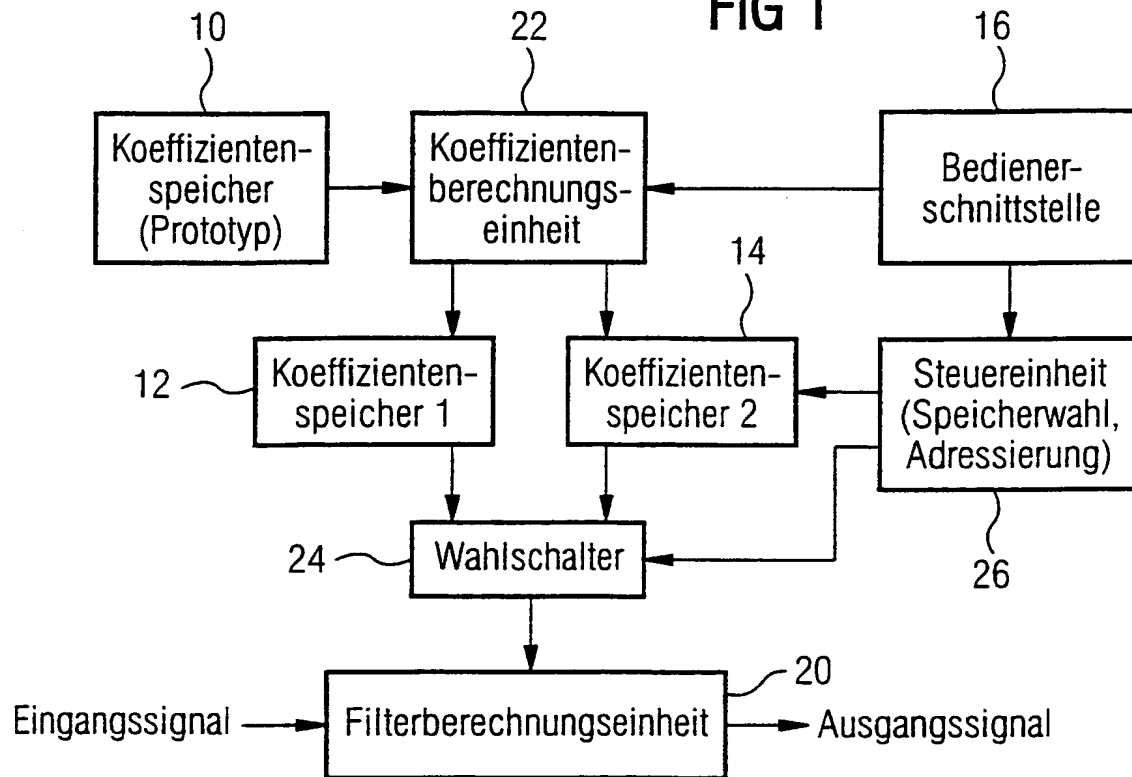 FIG 1
10
22
16
Koeffizienten-
speicher
(Prototyp)
Koeffizienten-
berechnungs-
einheit
Bediener-
schnittstelle
14
12
Koeffizienten-
speicher 1
Koeffizienten-
speicher 2
Steuereinheit
(Speicherwahl,
Adressierung)
24
Wahlschalter
26
20
Eingangssignal
Filterberechnungseinheit
Ausgangssignal